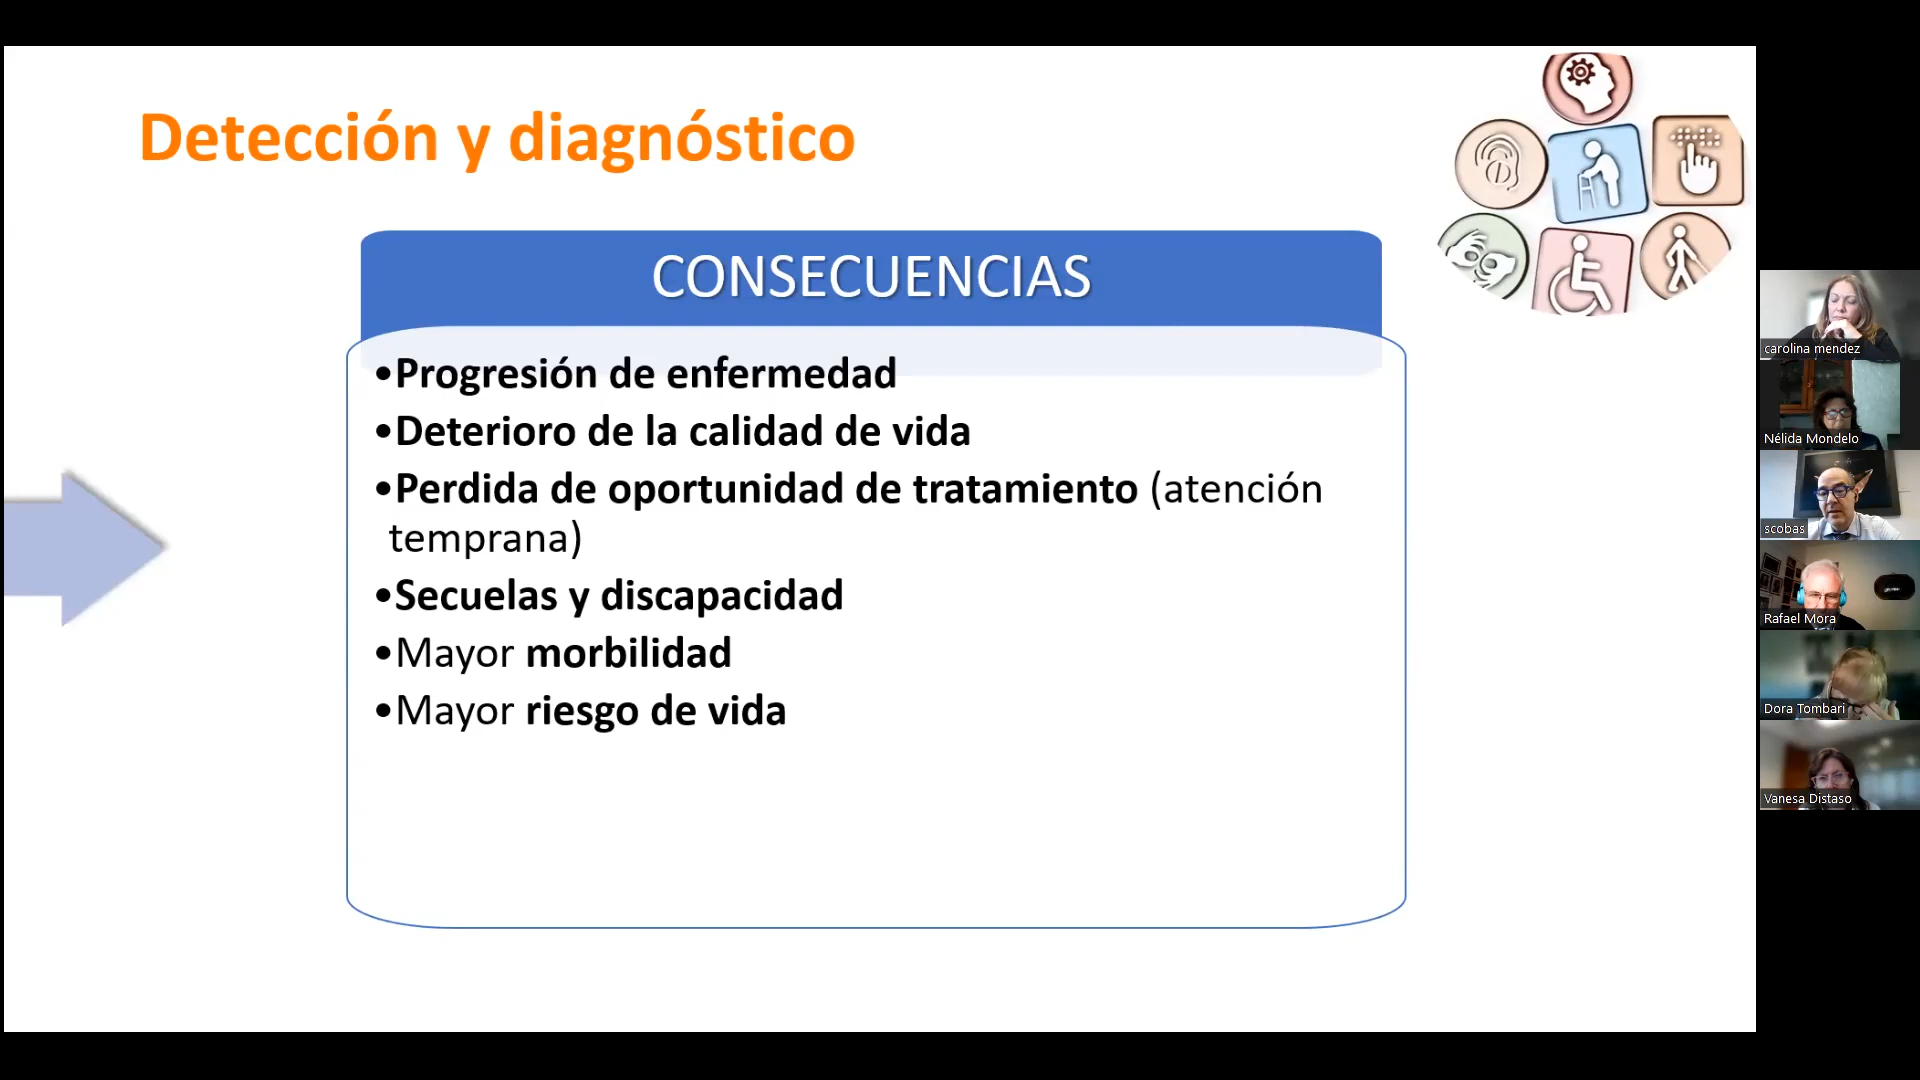 Detección y diagnóstico
CONSECUENCIAS
•Progresión de enfermedad
•Deterioro de la calidad de vida
•Perdida de oportunidad de tratamiento (atención
temprana)
•Secuelas y discapacidad
•Mayor morbilidad
•Mayor riesgo de vida
carolina mendez
Nélida Mondelo
scobas
Rafael Mora
Dora Tombari
Vanesa Distaso